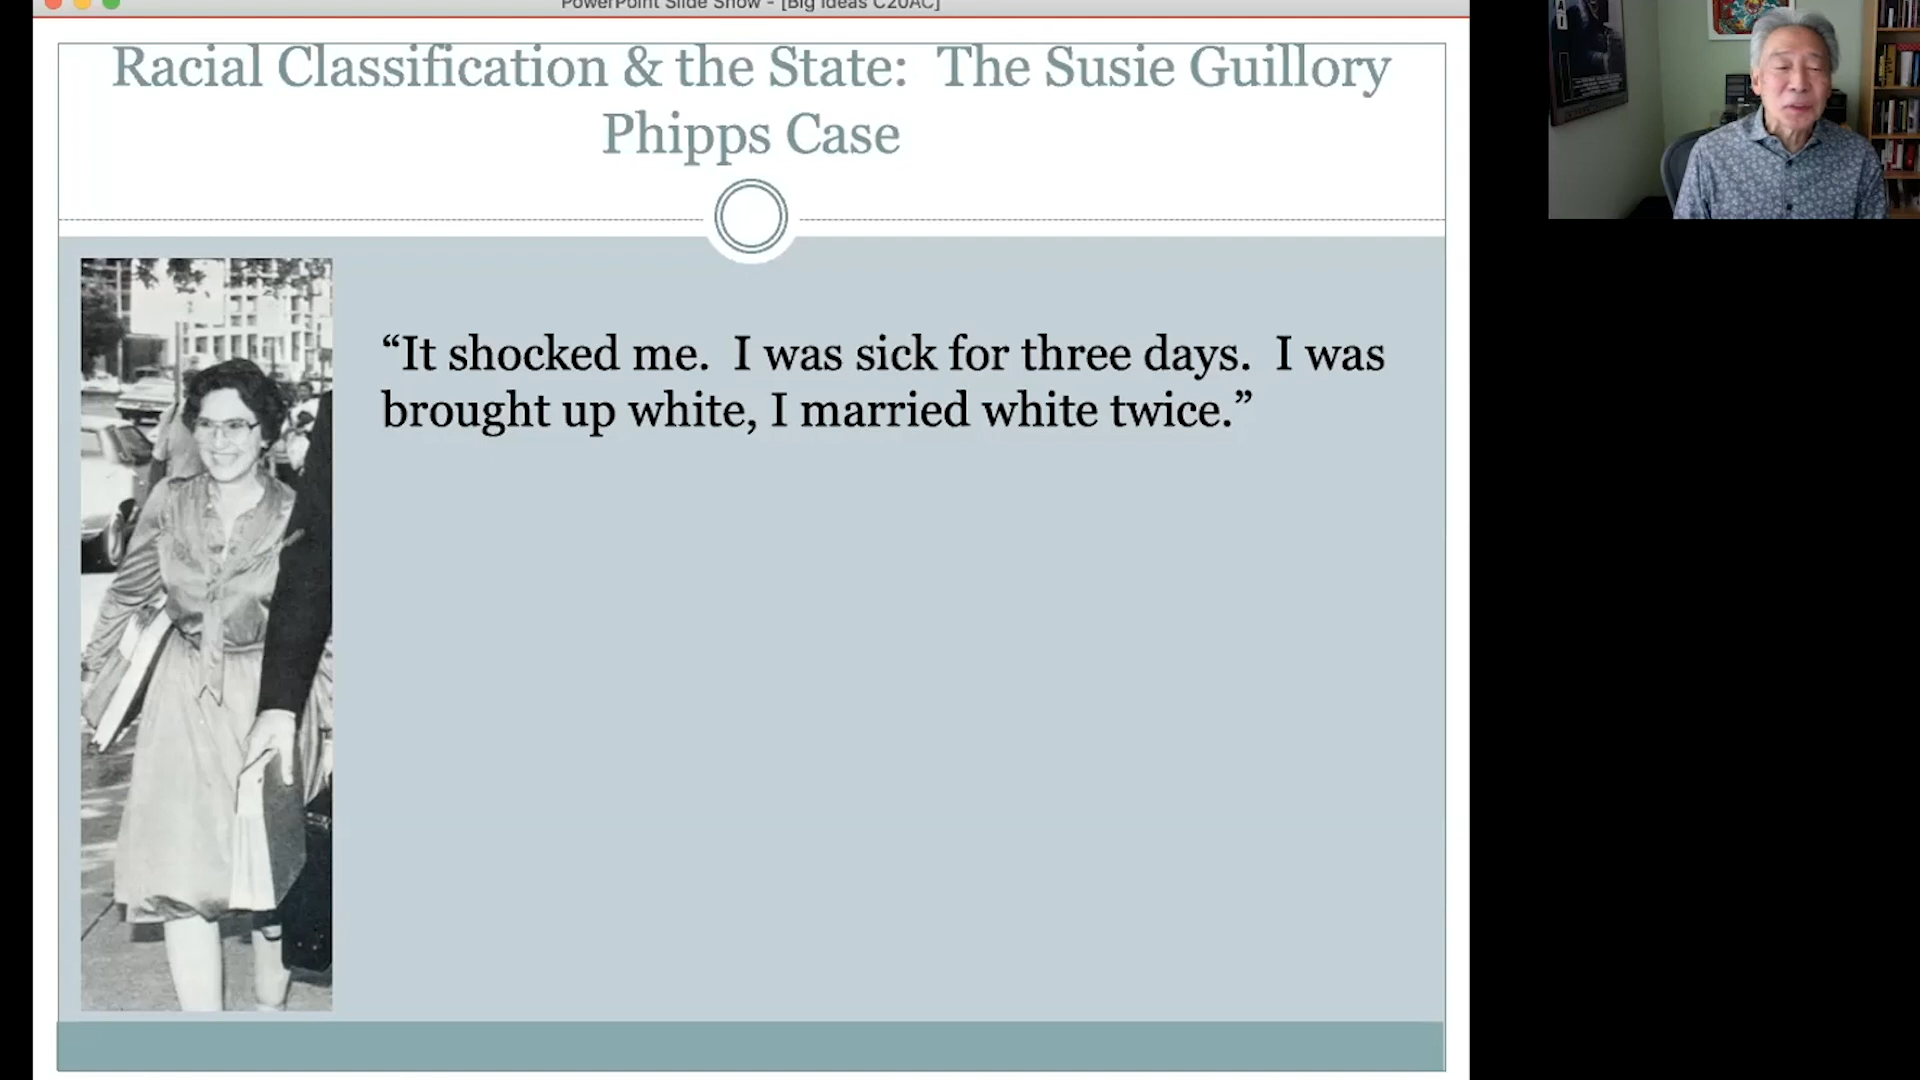 PowerPoint Slide Show - [Big Ideas C20AC]
Racial Classification & the State: The Susie Guillory
Phipps Case
“It shocked me. I was sick for three days. I was
brought up white, I married white twice.”